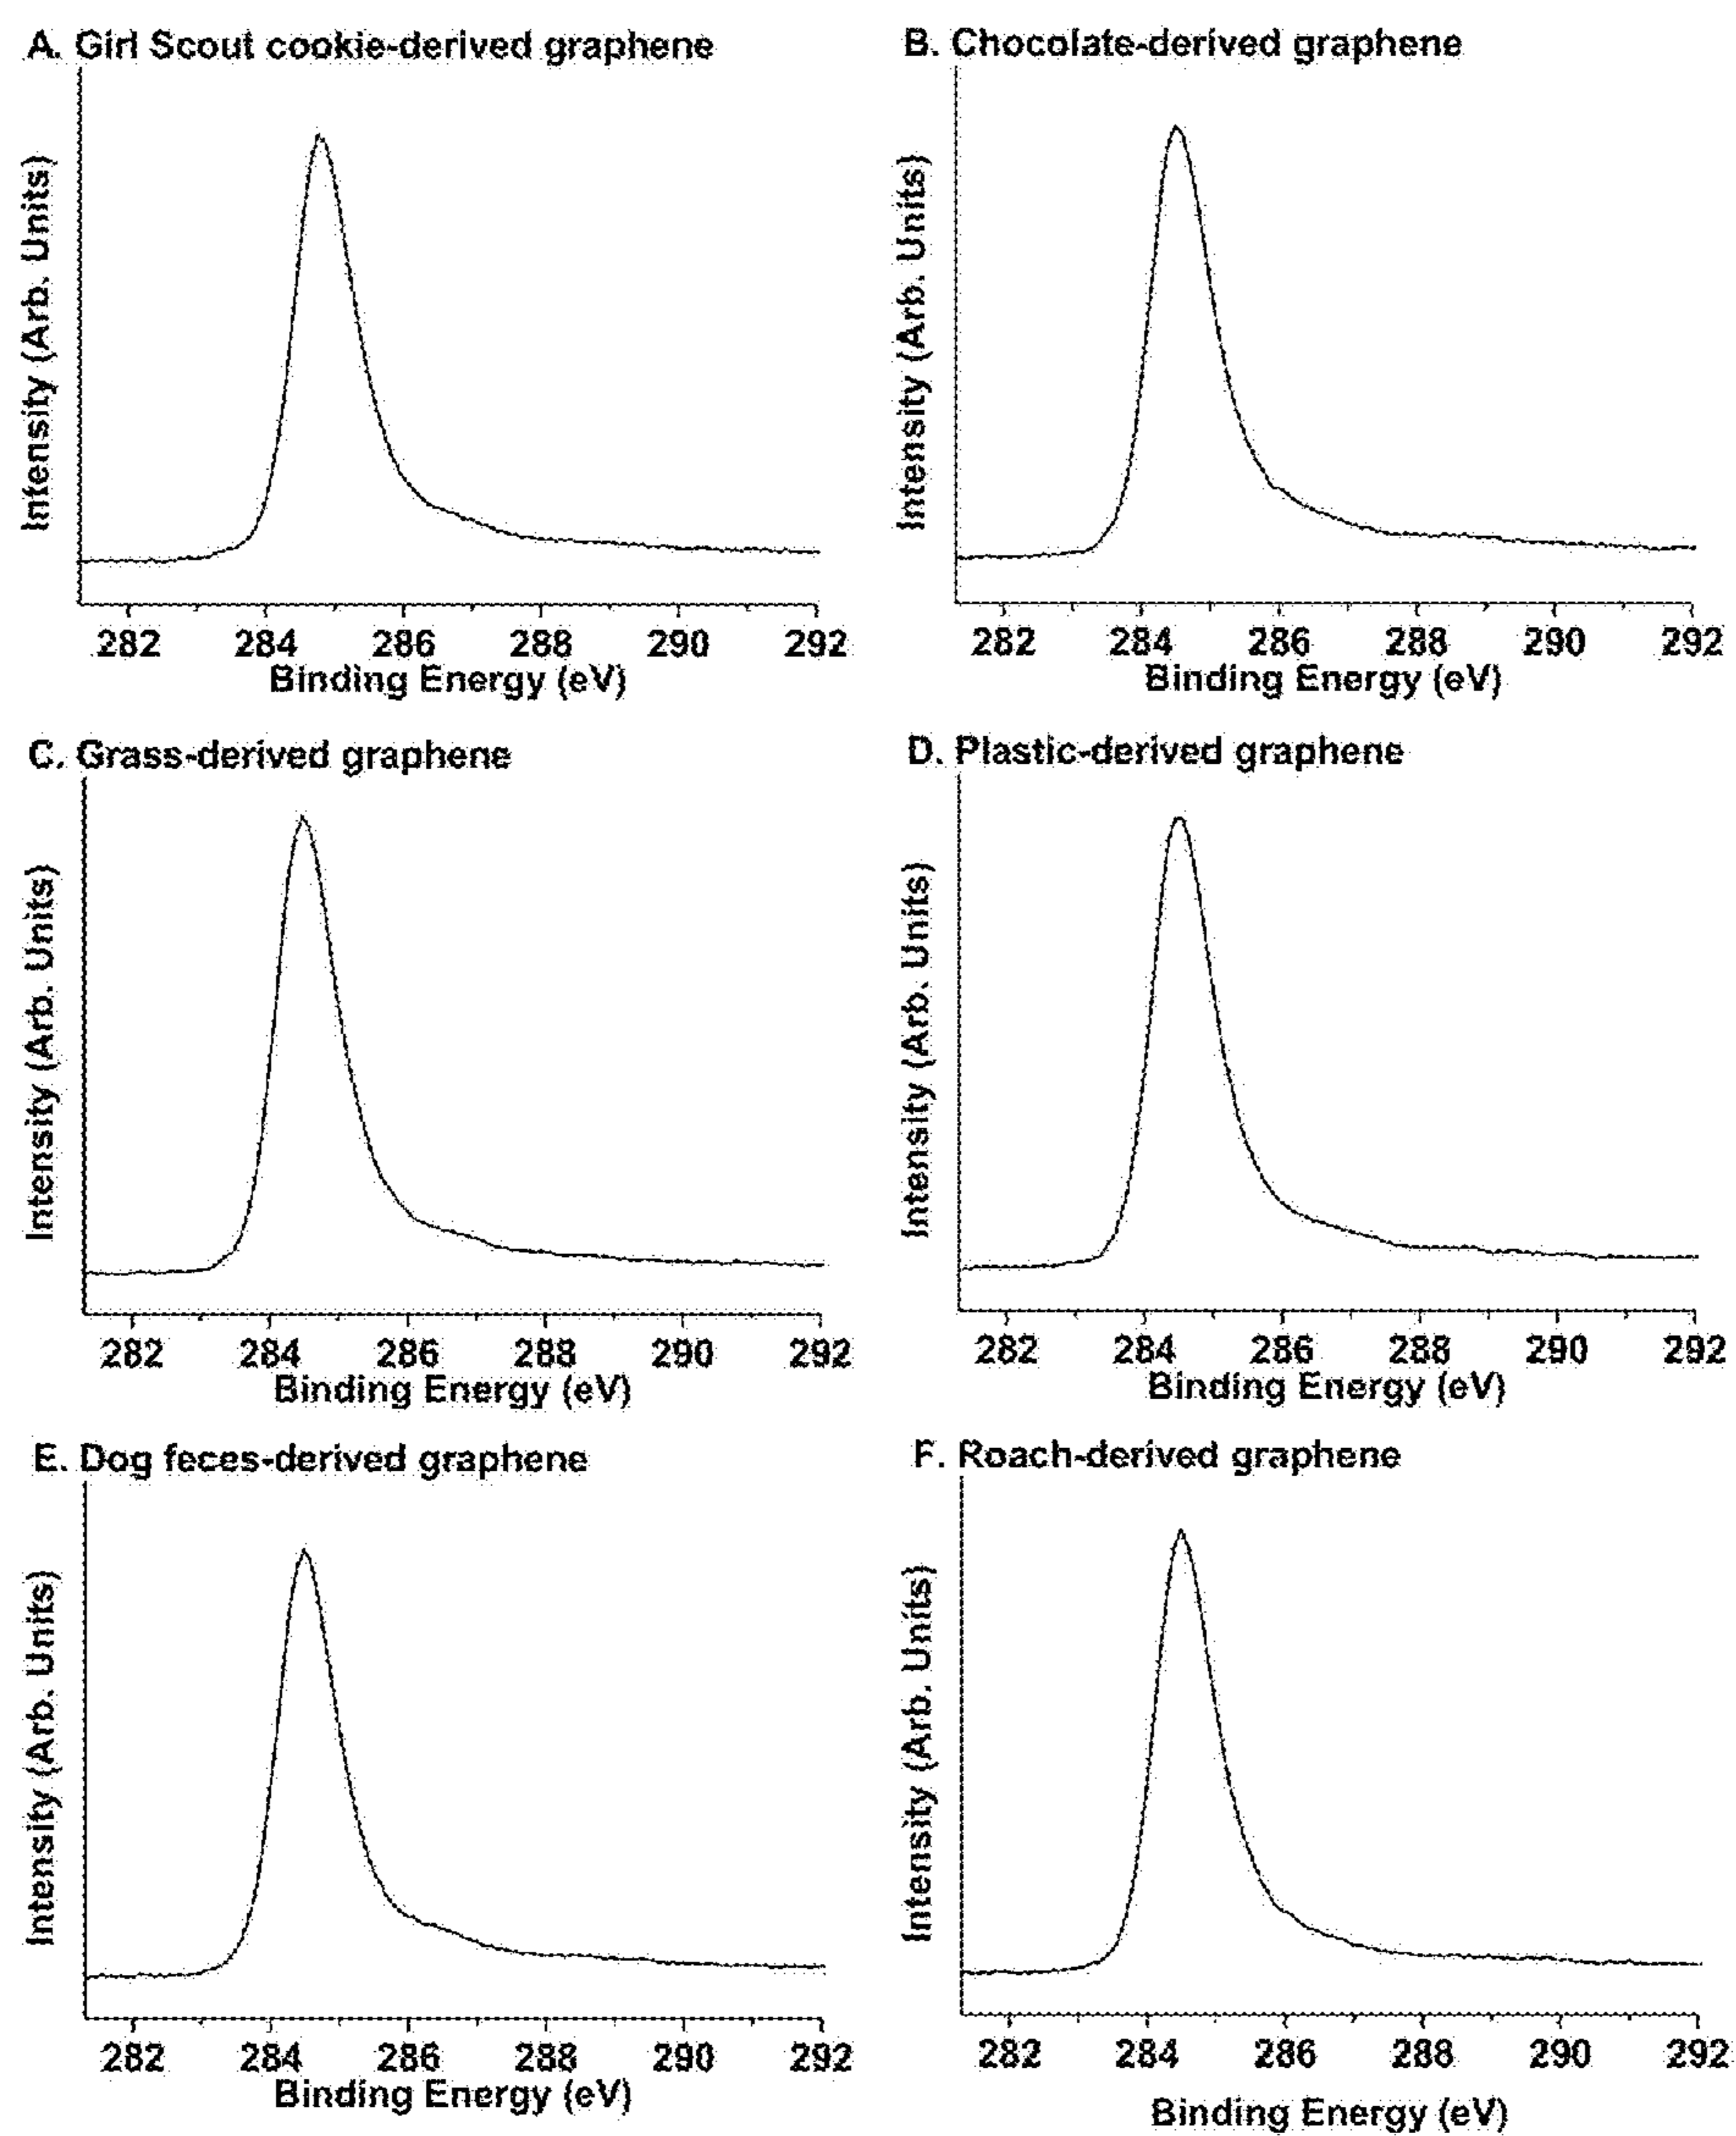 A. Girl Scout cookie-derived graphene
Intensity (Arb. Units)
282 284 286 288 290 292
Binding Energy (eV)
B. Chocolate-derived graphene
Intensity (Arb. Units)
282 284 286 288 290 292
Binding Energy (eV)
C. Grass-derived graphene
Intensity (Arb. Units)
282 284 286 288 290 292
Binding Energy (eV)
D. Plastic-derived graphene
Intensity (Arb. Units)
282 284 286 288 290 292
Binding Energy (eV)
E. Dog feces-derived graphene
Intensity (Arb. Units)
282 284 286 288 290 292
Binding Energy (eV)
F. Roach-derived graphene
Intensity (Arb. Units)
282 284 286 288 290 292
Binding Energy (eV)